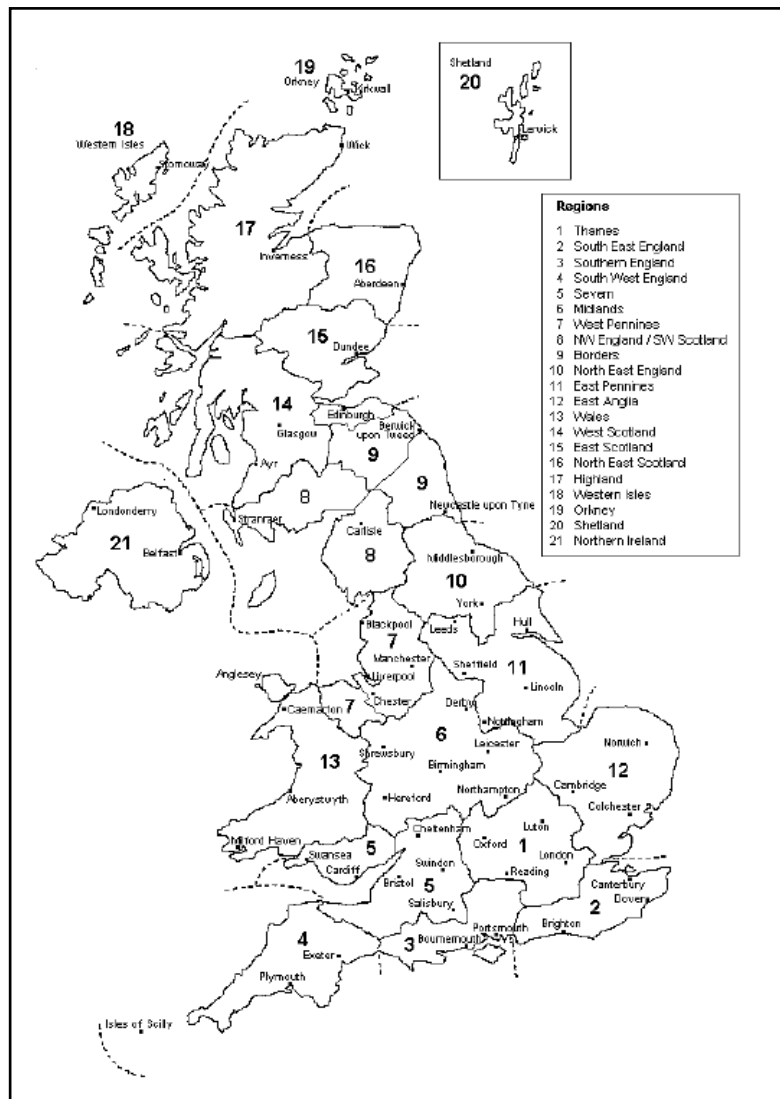 19
Orkney
Kirkwall
Shetland
20
Lerwick
18
Western Isles
Stornoway
Wick
17
Inverness
16
Aberdeen
15
Dundee
14
Edinburgh
Berwick
upon Tweed
Glasgow
9
Ayr
8
9
Newcastle upon Tyne
Stranraer
Londonderry
21
Belfast
Carlisle
8
Middlesborough
10
York
Blackpool
7
Leeds
Hull
Manchester
Liverpool
Sheffield
11
Lincoln
Anglesey
Chester
Caernarfon
7
Derby
Nottingham
6
Shrewsbury
Leicester
Birmingham
Norwich
12
13
Aberystwyth
Hereford
Northampton
Cambridge
Colchester
Milford Haven
Swansea
5
Cardiff
Cheltenham
Oxford
Luton
1
London
Reading
Swindon
Bristol
5
Salisbury
Canterbury
Dover
2
Brighton
Portsmouth
Bournemouth
3
4
Exeter
Plymouth
Isles of Scilly
Regions
1 Thames
2 South East England
3 Southern England
4 South West England
5 Severn
6 Midlands
7 West Pennines
8 NW England / SW Scotland
9 Borders
10 North East England
11 East Pennines
12 East Anglia
13 Wales
14 West Scotland
15 East Scotland
16 North East Scotland
17 Highland
18 Western Isles
19 Orkney
20 Shetland
21 Northern Ireland